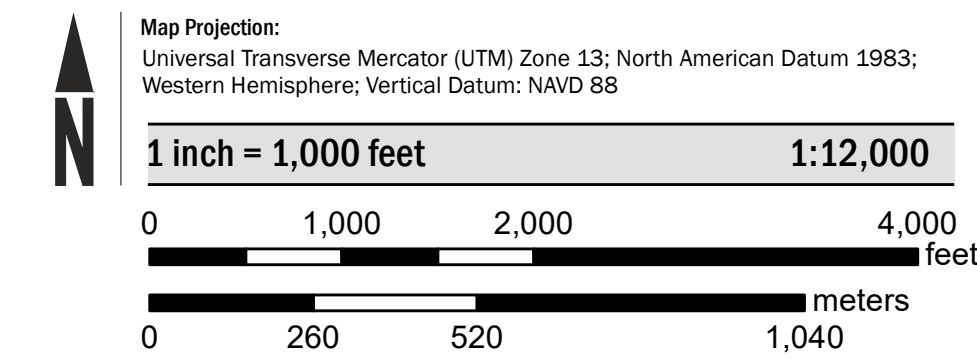 Map Projection:
Universal Transverse Mercator (UTM) Zone 13; North American Datum 1983;
Western Hemisphere; Vertical Datum: NAVD 88
N
1 inch = 1,000 feet 1:12,000
0 1,000 2,000 4,000
feet
meters
0 260 520 1,040